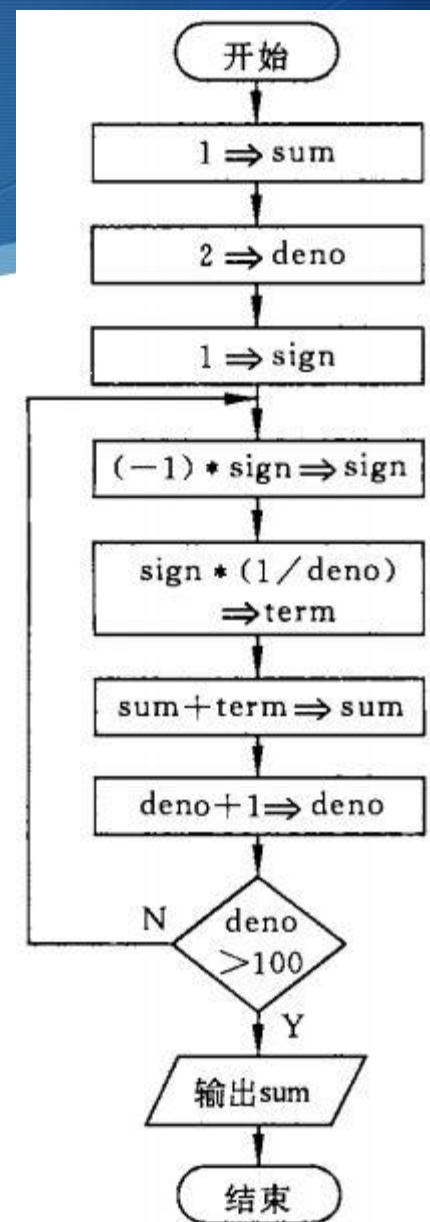 开始
1 ⇒ sum
2 ⇒ deno
1 ⇒ sign
(－1) * sign ⇒ sign
sign * (1／deno)
⇒ term
sum＋term ⇒ sum
deno＋1 ⇒ deno
N
deno
＞100
Y
输出sum
结束